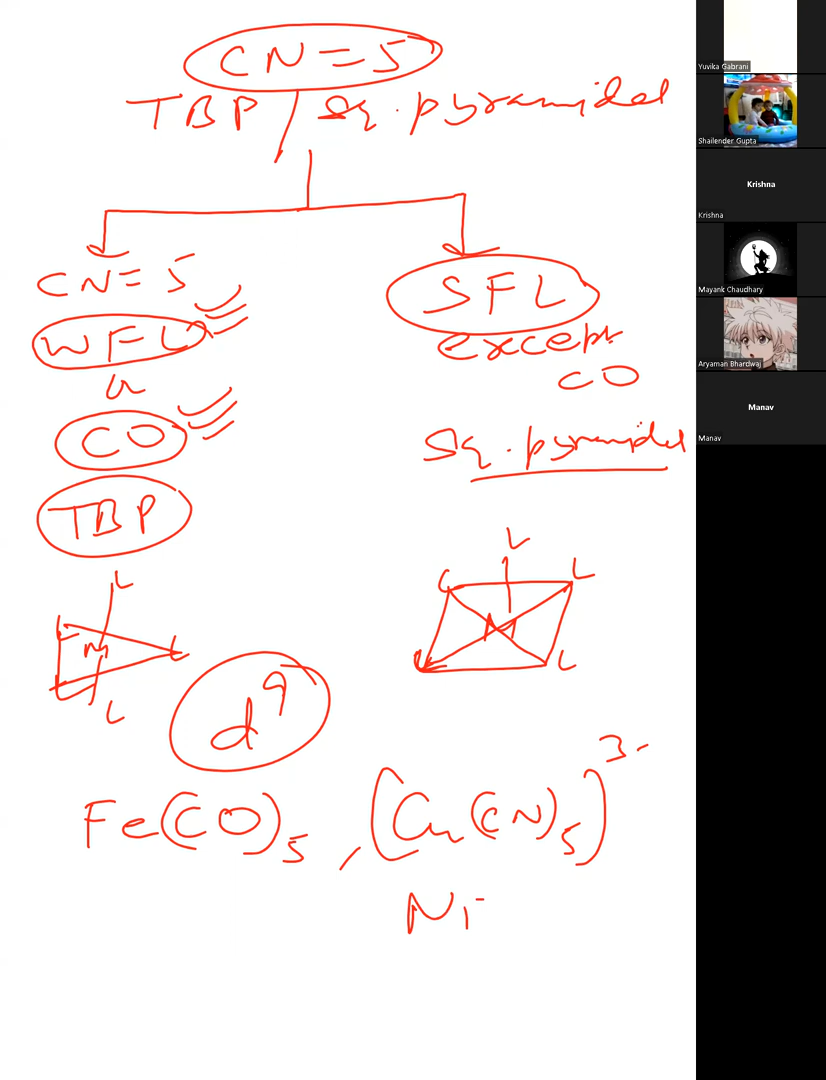 CN=5
TBP / Sq. pyramidal
CN=5
WFL
or
CO
TBP
L
L
M
L
L
L
SFL
except
CO
Sq. pyramidal
L
L
L
M
L
L
d9
Fe(CO)5, [Cu(CN)5]3-
Ni
Yuvika Gabrani
Shailender Gupta
Krishna
Krishna
Mayank Chaudhary
Aryaman Bhardwaj
Manav
Manav